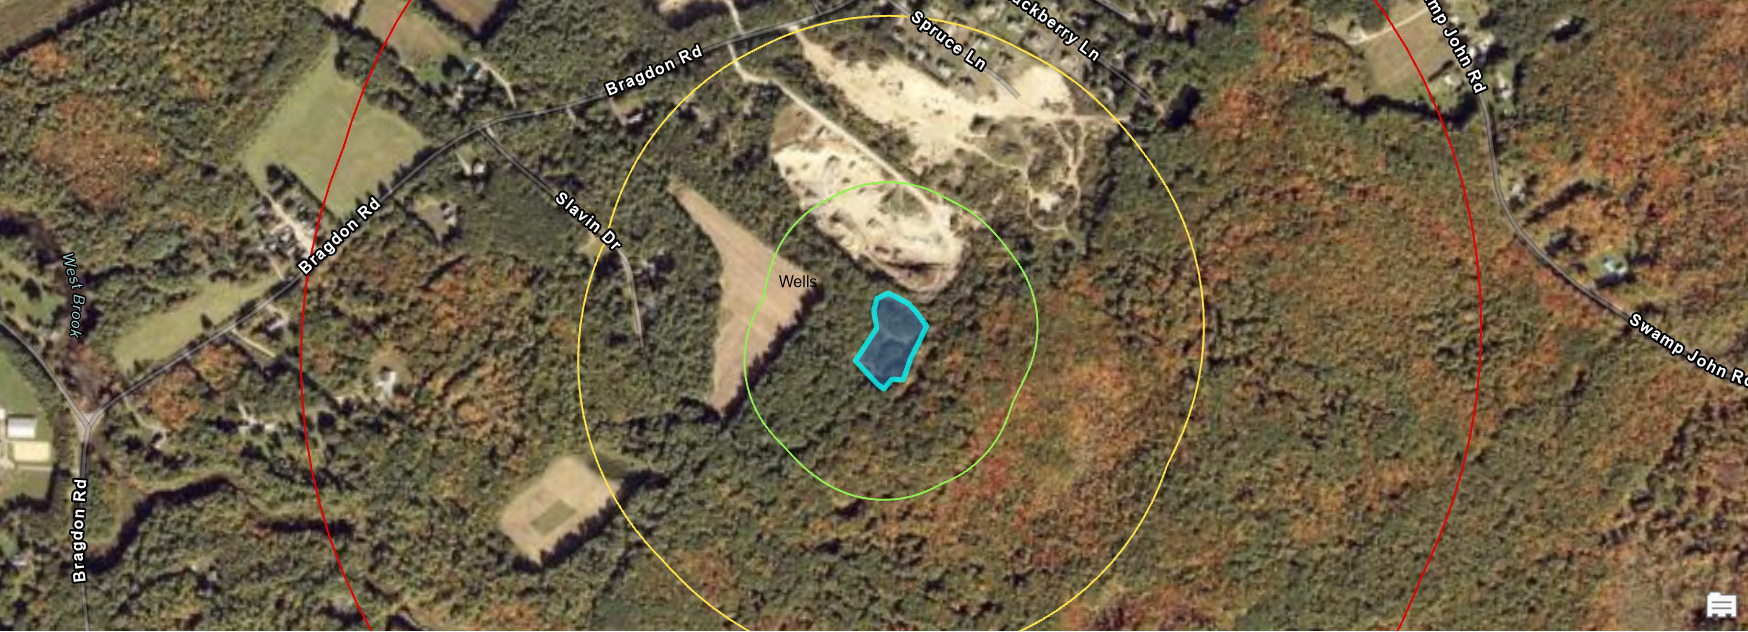 ackberry Ln
Spruce Ln
mp John Rd
Bragdon Rd
Slavin Dr
Bragdon Rd
West Brook
Wells
Swamp John Rd
Bragdon Rd